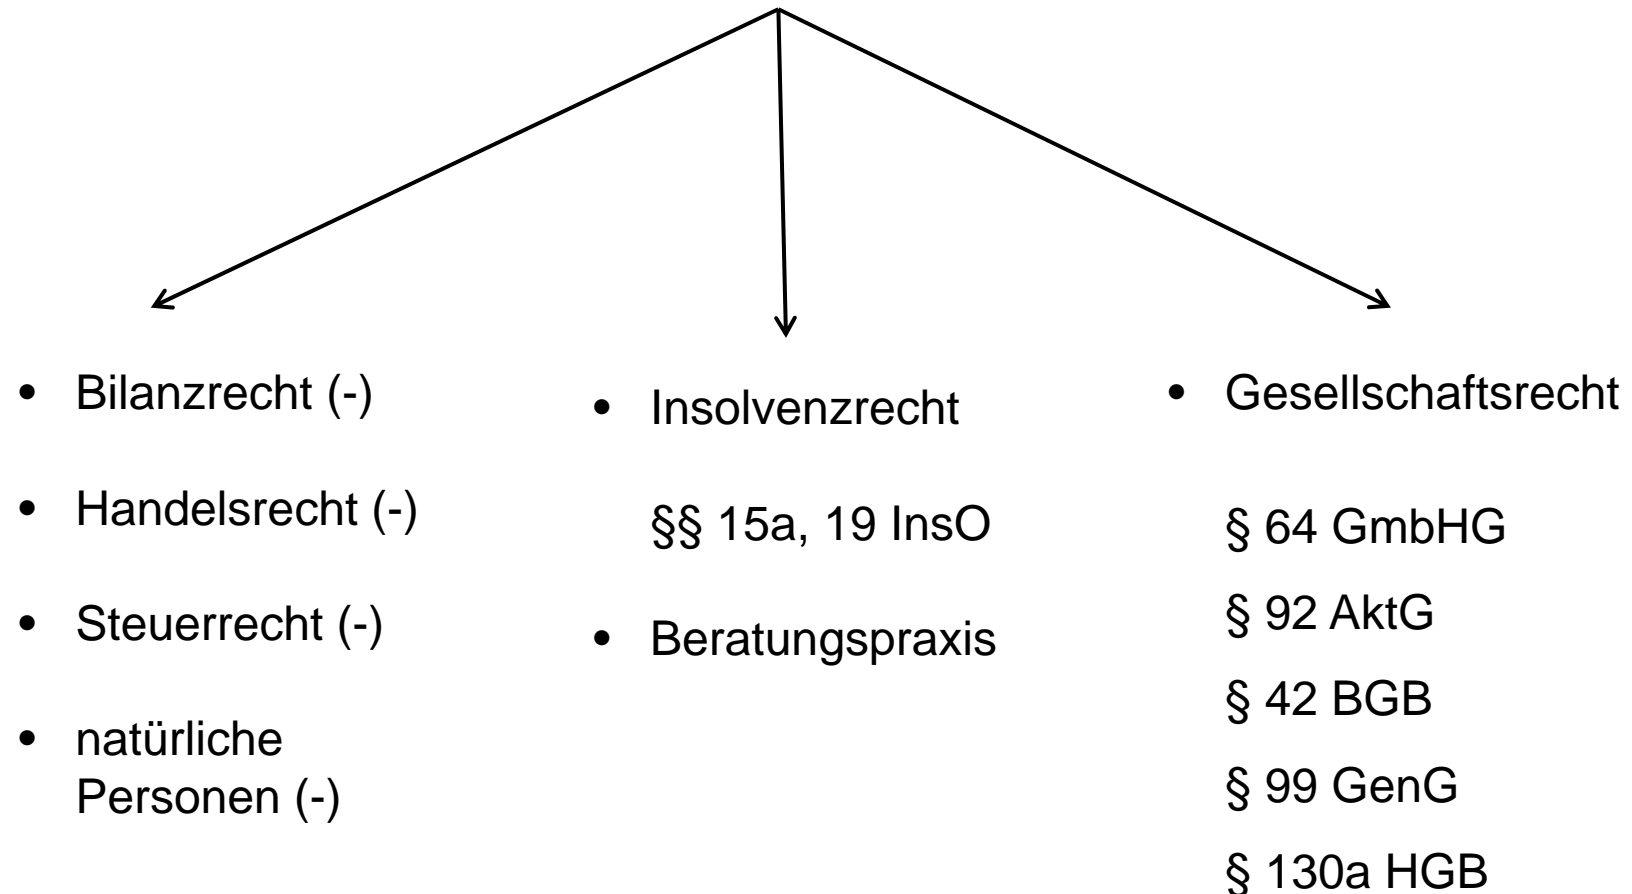 • Bilanzrecht (-)
• Handelsrecht (-)
• Steuerrecht (-)
• natürliche
Personen (-)
• Insolvenzrecht
§§ 15a, 19 InsO
• Beratungspraxis
• Gesellschaftsrecht
§ 64 GmbHG
§ 92 AktG
§ 42 BGB
§ 99 GenG
§ 130a HGB